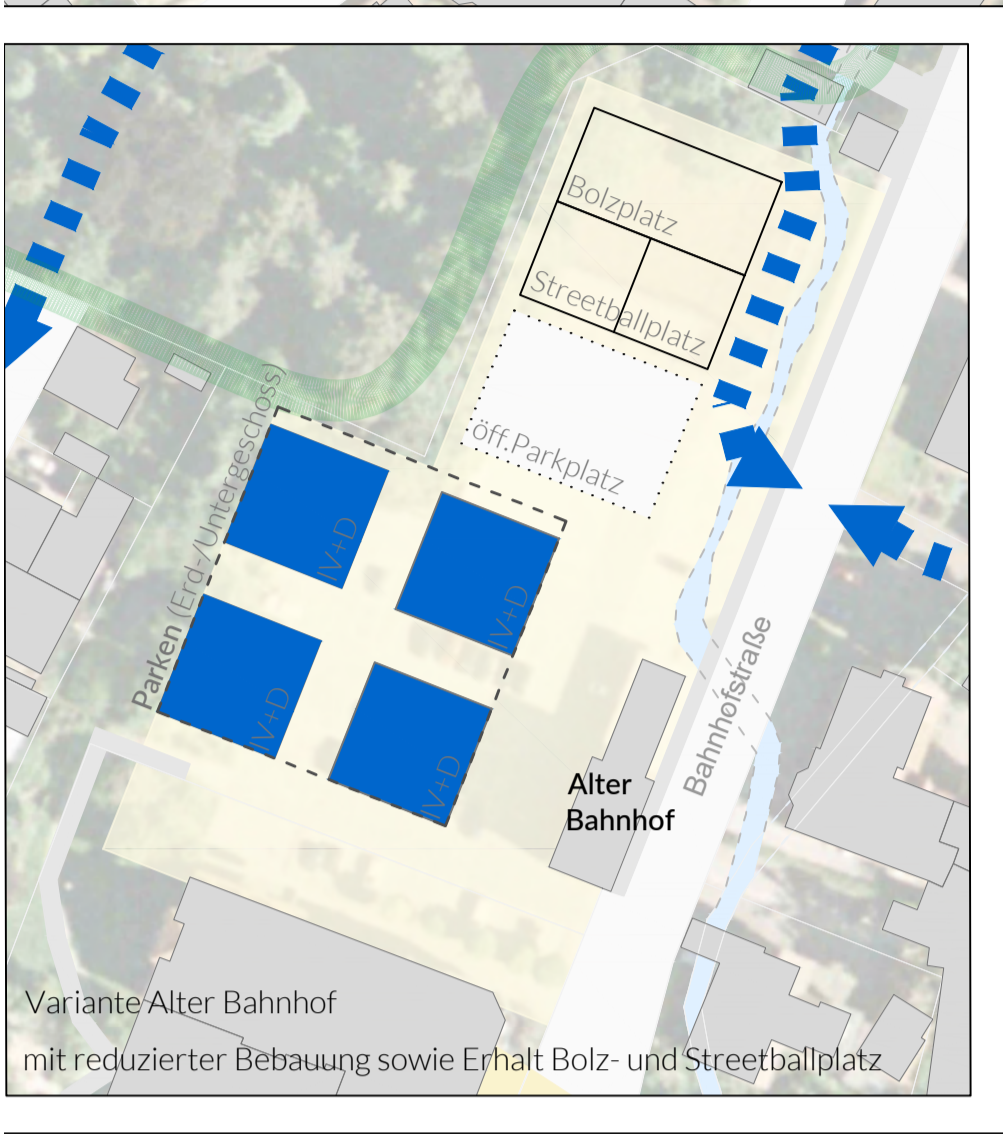 Bolzplatz
Streetballplatz
öff.Parkplatz
Parken (Erd-/Untergeschoss)
IV+D
IV+D
IV+D
IV+D
Bahnhofstraße
Alter
Bahnhof
Variante Alter Bahnhof
mit reduzierter Bebauung sowie Erhalt Bolz- und Streetballplatz